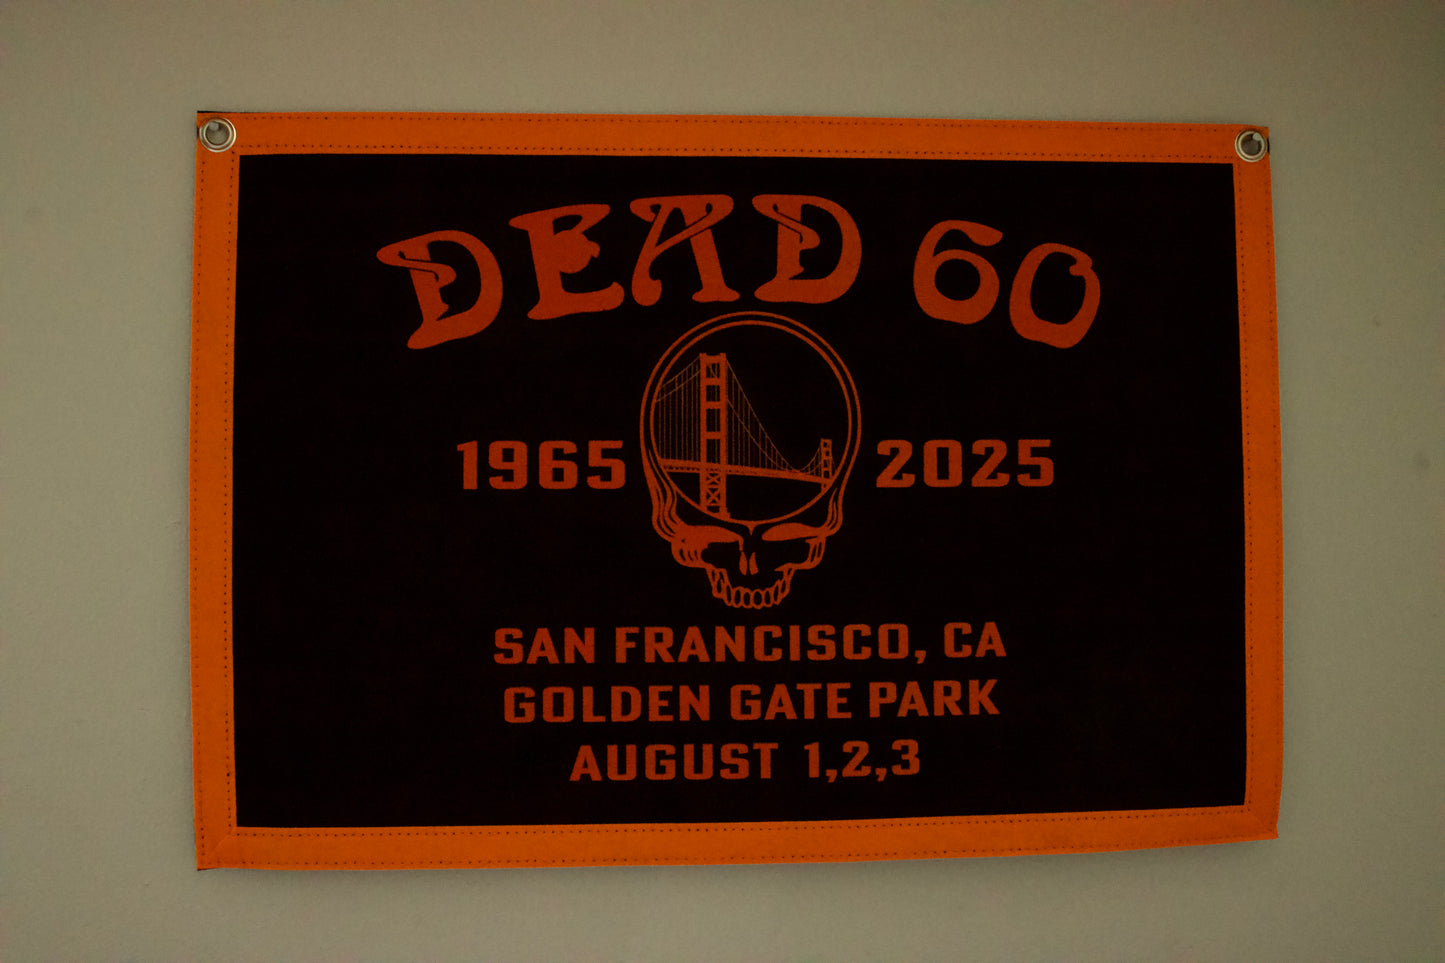 DEAD 60
1965 2025
SAN FRANCISCO, CA
GOLDEN GATE PARK
AUGUST 1,2,3